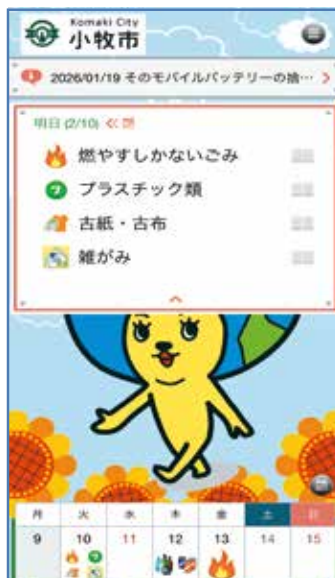 Komaki City
小牧市
2026/01/19 そのモバイルバッテリーの捨…
明日 (2/10)
燃やすしかないごみ
プラスチック類
古紙・古布
雑がみ
月 火 水 木 金 土 日
9 10 11 12 13 14 15